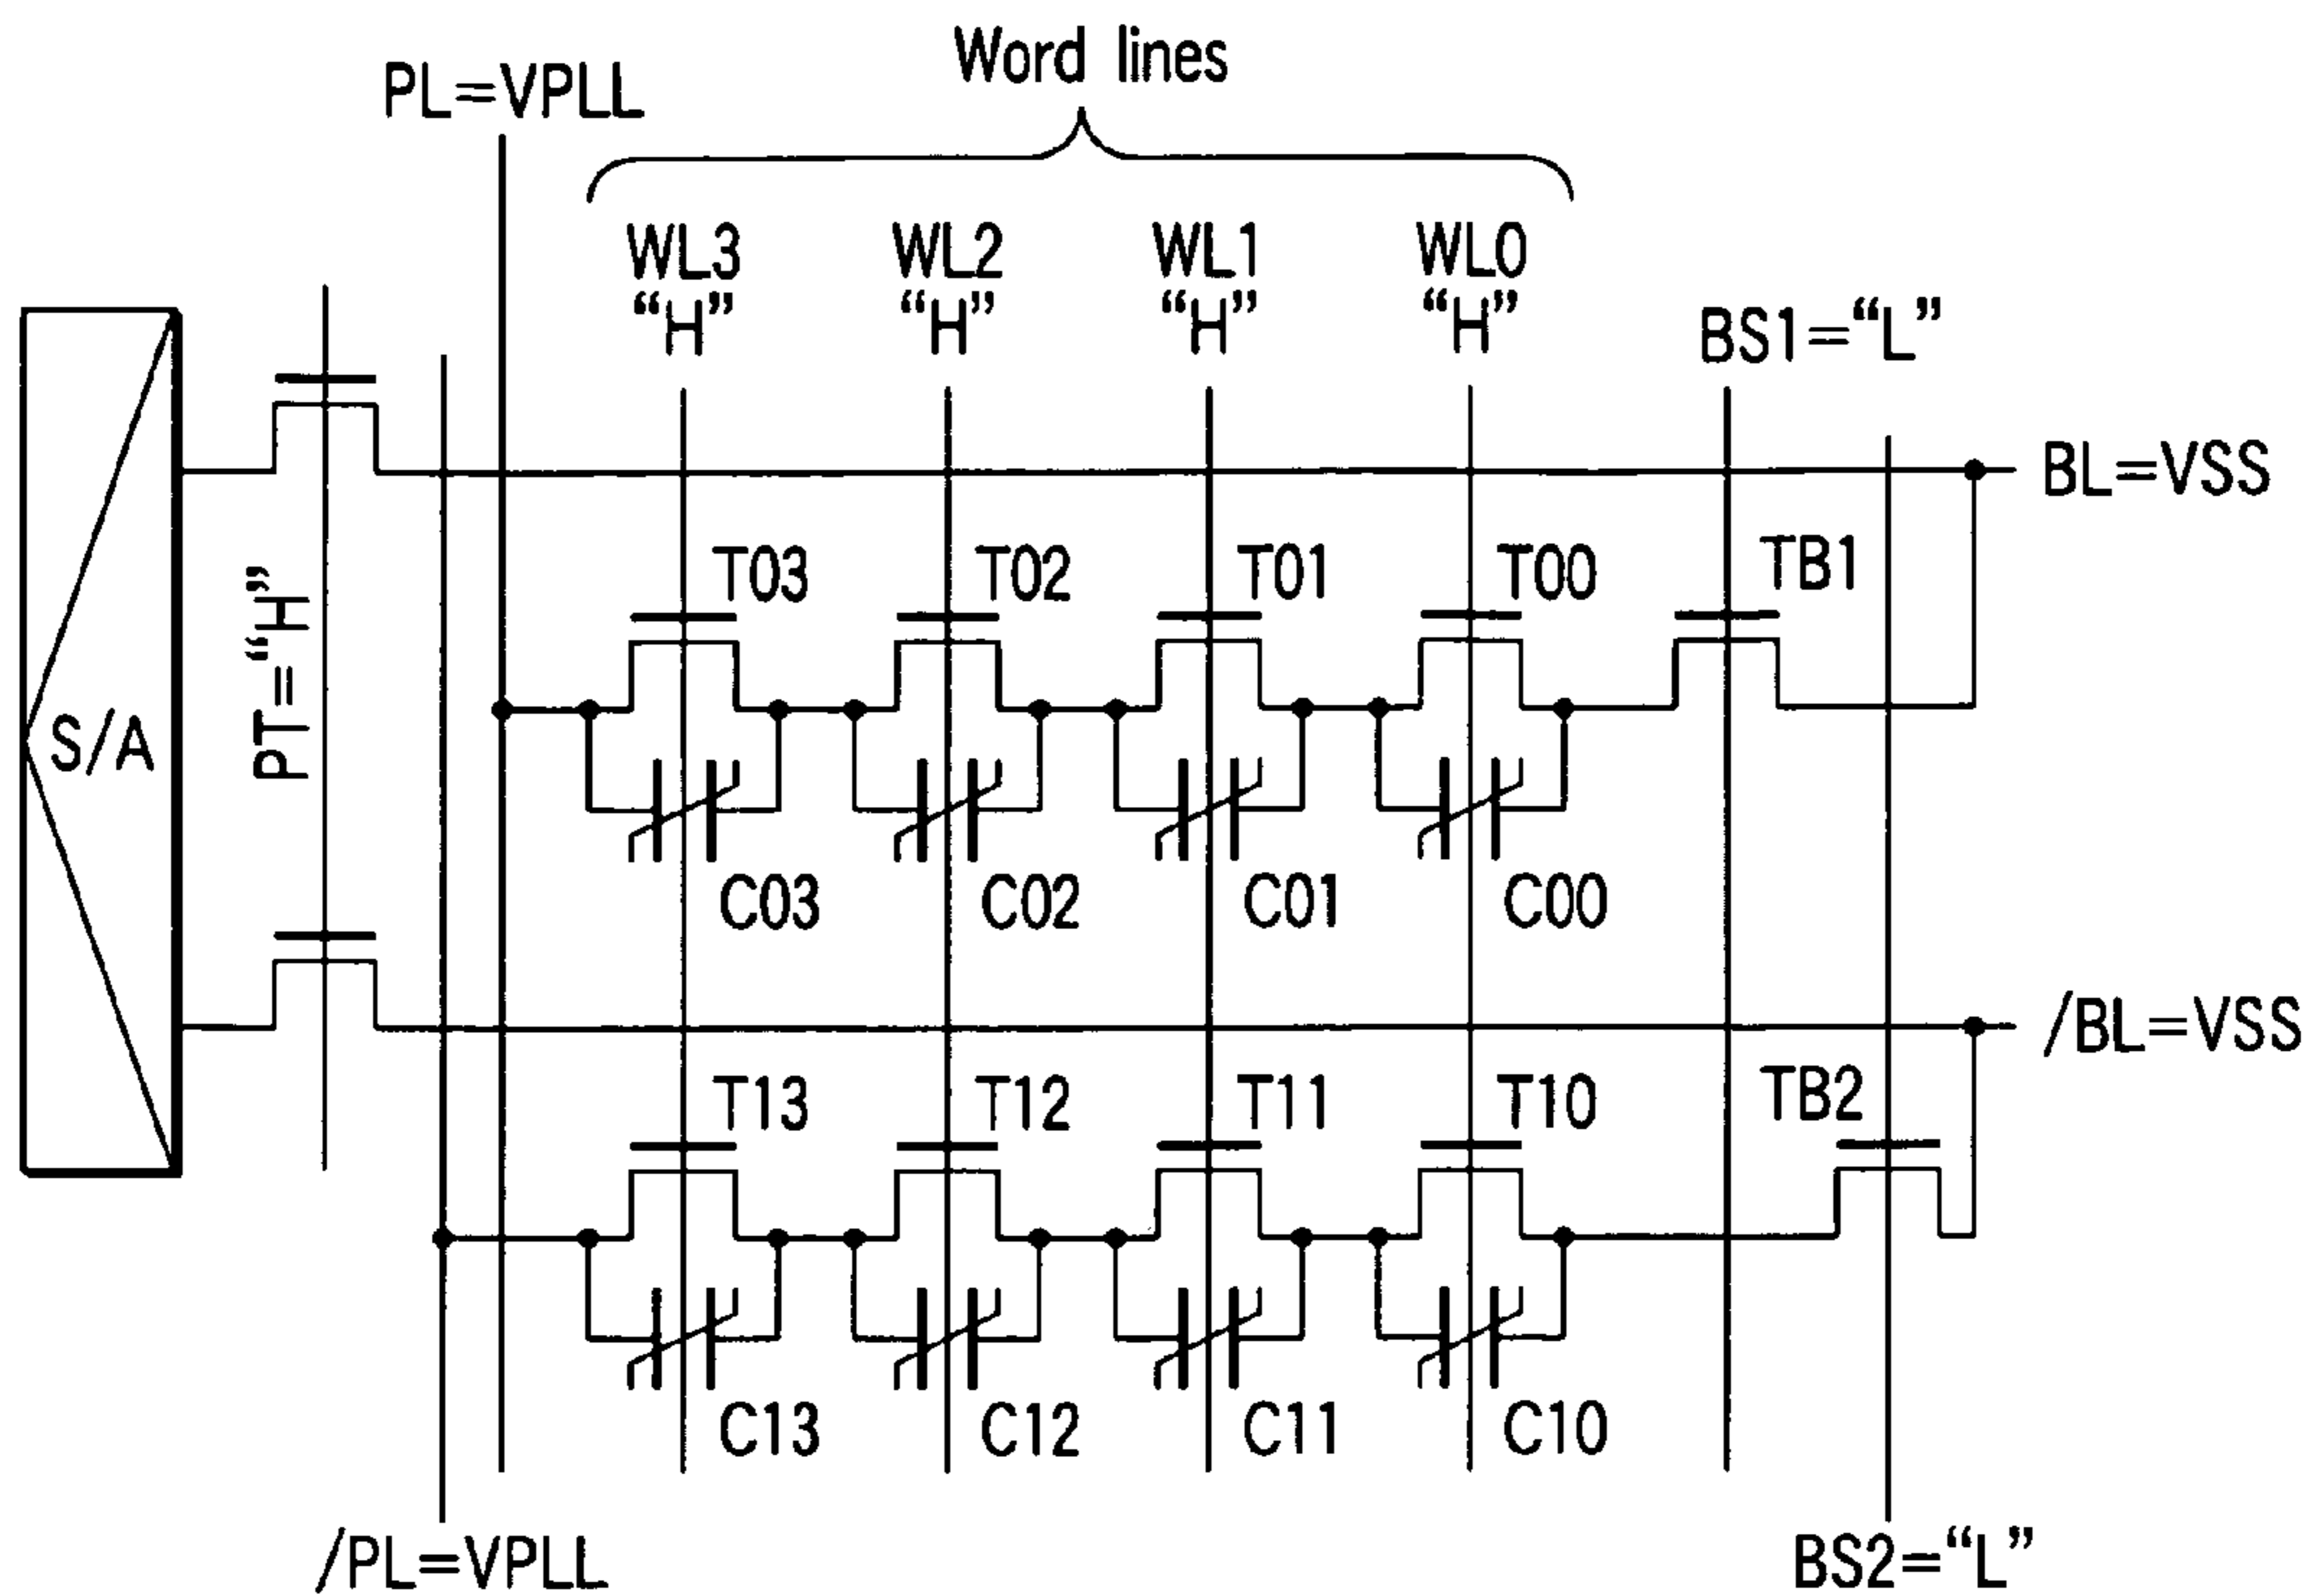 Word lines
PL=VPLL
WL3 WL2 WL1 WL0
“H” “H” “H” “H”
BS1=“L”
BL=VSS
T03 T02 T01 T00 TB1
PT=“H”
S/A
C03 C02 C01 C00
/BL=VSS
T13 T12 T11 T10 TB2
C13 C12 C11 C10
/PL=VPLL
BS2=“L”